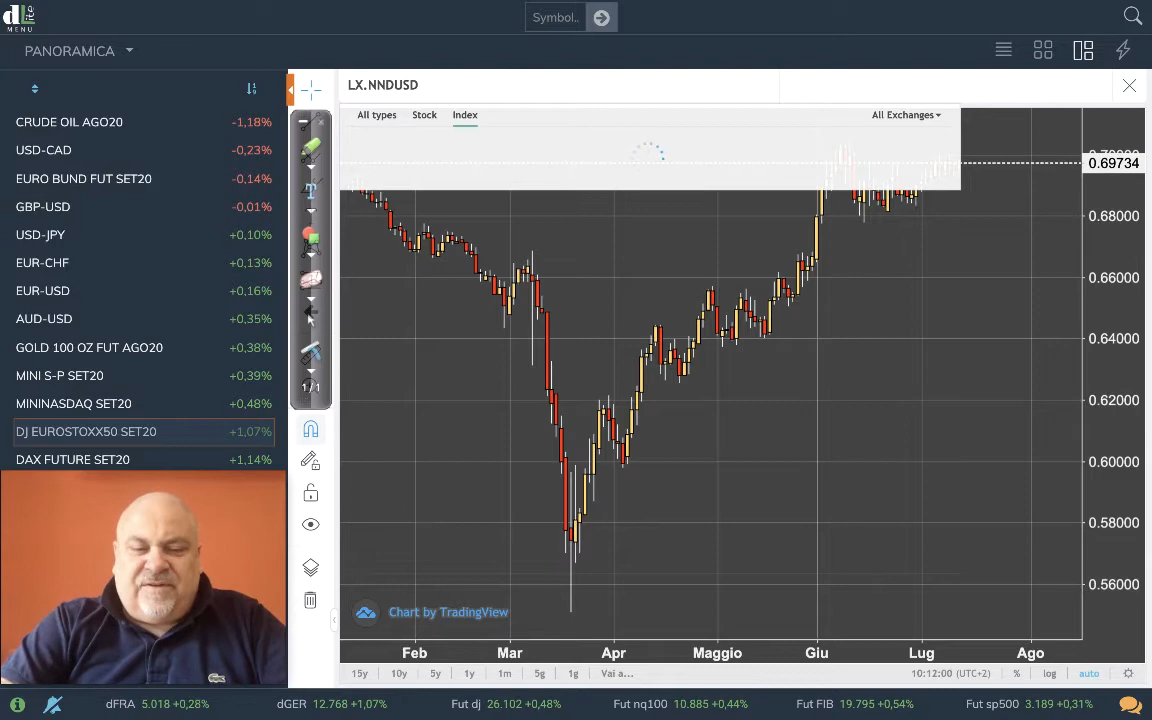 dLite
MENU
Symbol..
PANORAMICA
CRUDE OIL AGO20 -1,18%
USD-CAD -0,23%
EURO BUND FUT SET20 -0,14%
GBP-USD -0,01%
USD-JPY +0,10%
EUR-CHF +0,13%
EUR-USD +0,16%
AUD-USD +0,35%
GOLD 100 OZ FUT AGO20 +0,38%
MINI S-P SET20 +0,39%
MININASDAQ SET20 +0,48%
DJ EUROSTOXX50 SET20 +1,07%
DAX FUTURE SET20 +1,14%
1/1
LX.NNDUSD
All types Stock Index All Exchanges
0.69734
0.68000
0.66000
0.64000
0.62000
0.60000
0.58000
0.56000
Chart by TradingView
Feb Mar Apr Maggio Giu Lug Ago
15y 10y 5y 1y 1m 5g 1g Vai a... 10:12:00 (UTC+2) % log auto
dFRA 5.018 +0,28% dGER 12.768 +1,07% Fut dj 26.102 +0,48% Fut nq100 10.885 +0,44% Fut FIB 19.795 +0,54% Fut sp500 3.189 +0,31%